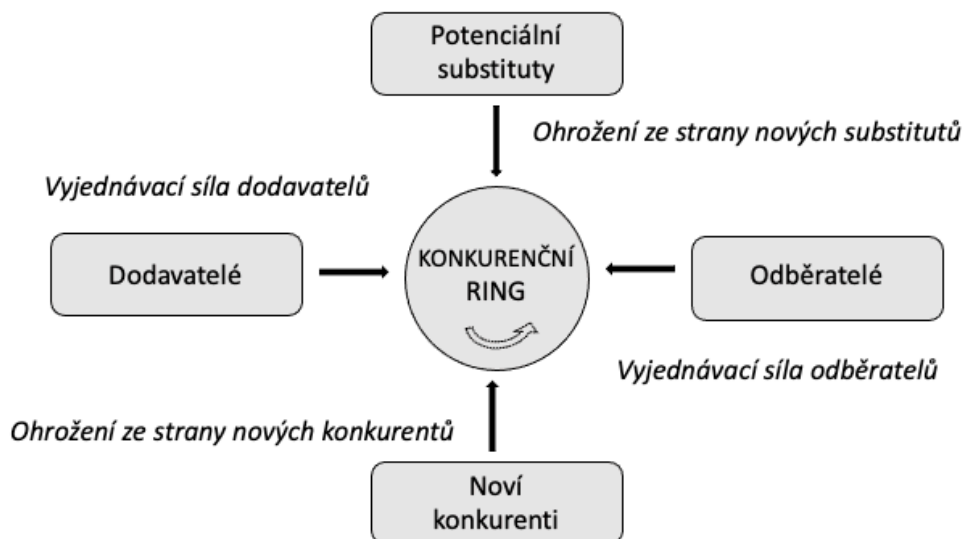 Potenciální
substituty
Ohrožení ze strany nových substitutů
Vyjednávací síla dodavatelů
Dodavatelé
KONKURENČNÍ
RING
Odběratelé
Vyjednávací síla odběratelů
Ohrožení ze strany nových konkurentů
Noví
konkurenti